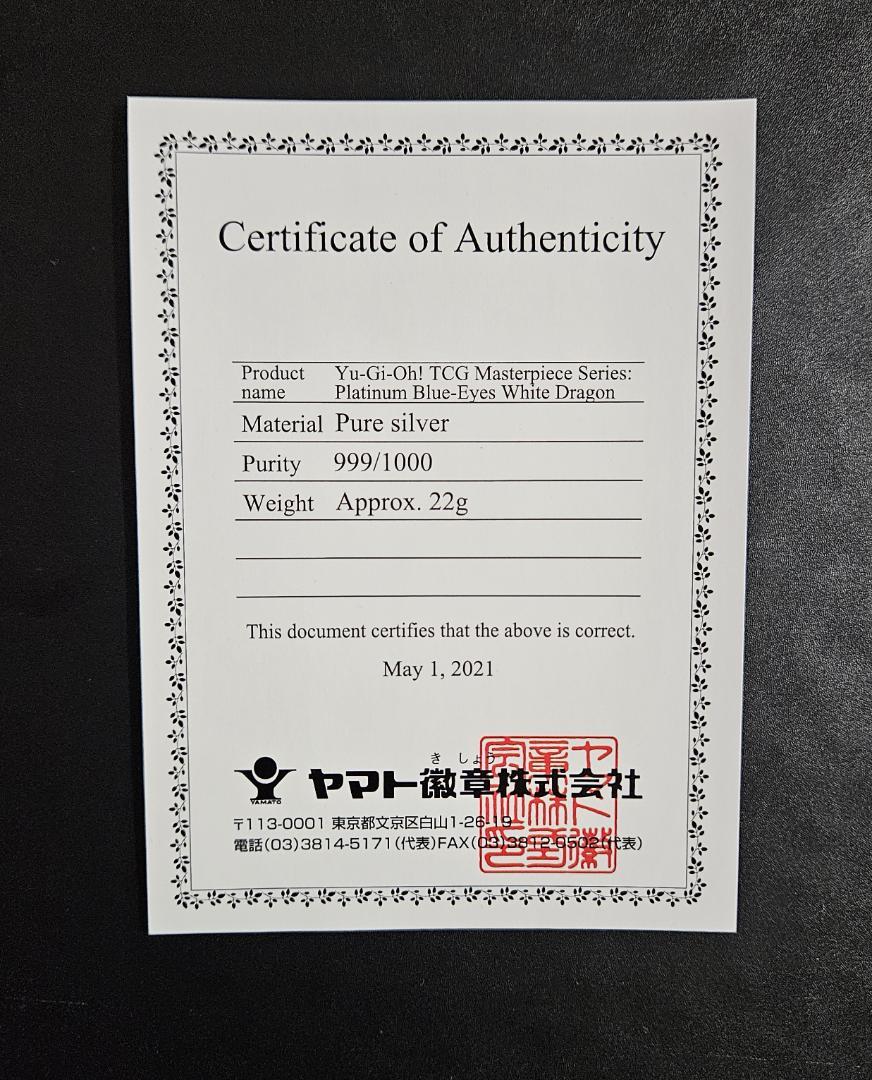 Certificate of Authenticity
Product name Yu-Gi-Oh! TCG Masterpiece Series: Platinum Blue-Eyes White Dragon
Material Pure silver
Purity 999/1000
Weight Approx. 22g
This document certifies that the above is correct.
May 1, 2021
きしょう
YAMATO ヤマト徽章株式会社
〒113-0001 東京都文京区白山1-26-19
電話(03)3814-5171(代表)FAX(03)3812-0502(代表)